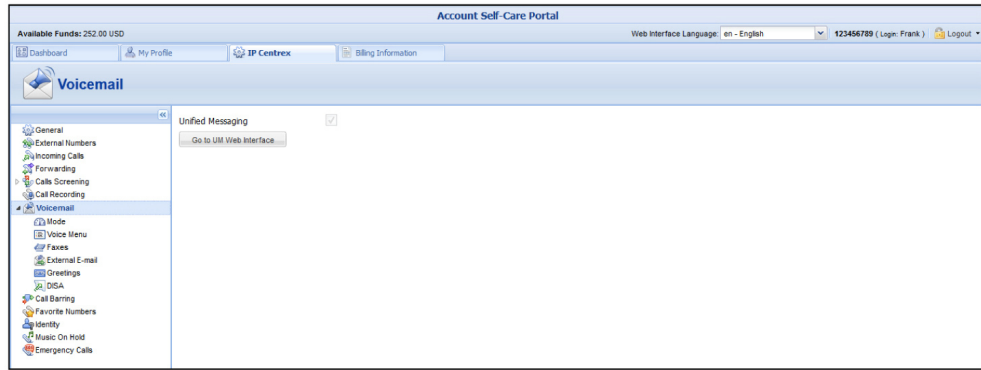 Account Self-Care Portal
Available Funds: 252.00 USD
Web Interface Language: en - English
123456789 ( Login: Frank )
Logout
Dashboard
My Profile
IP Centrex
Billing Information
Voicemail
Unified Messaging
Go to UM Web Interface
General
External Numbers
Incoming Calls
Forwarding
Calls Screening
Call Recording
Voicemail
Mode
Voice Menu
Faxes
External E-mail
Greetings
DISA
Call Barring
Favorite Numbers
Identity
Music On Hold
Emergency Calls